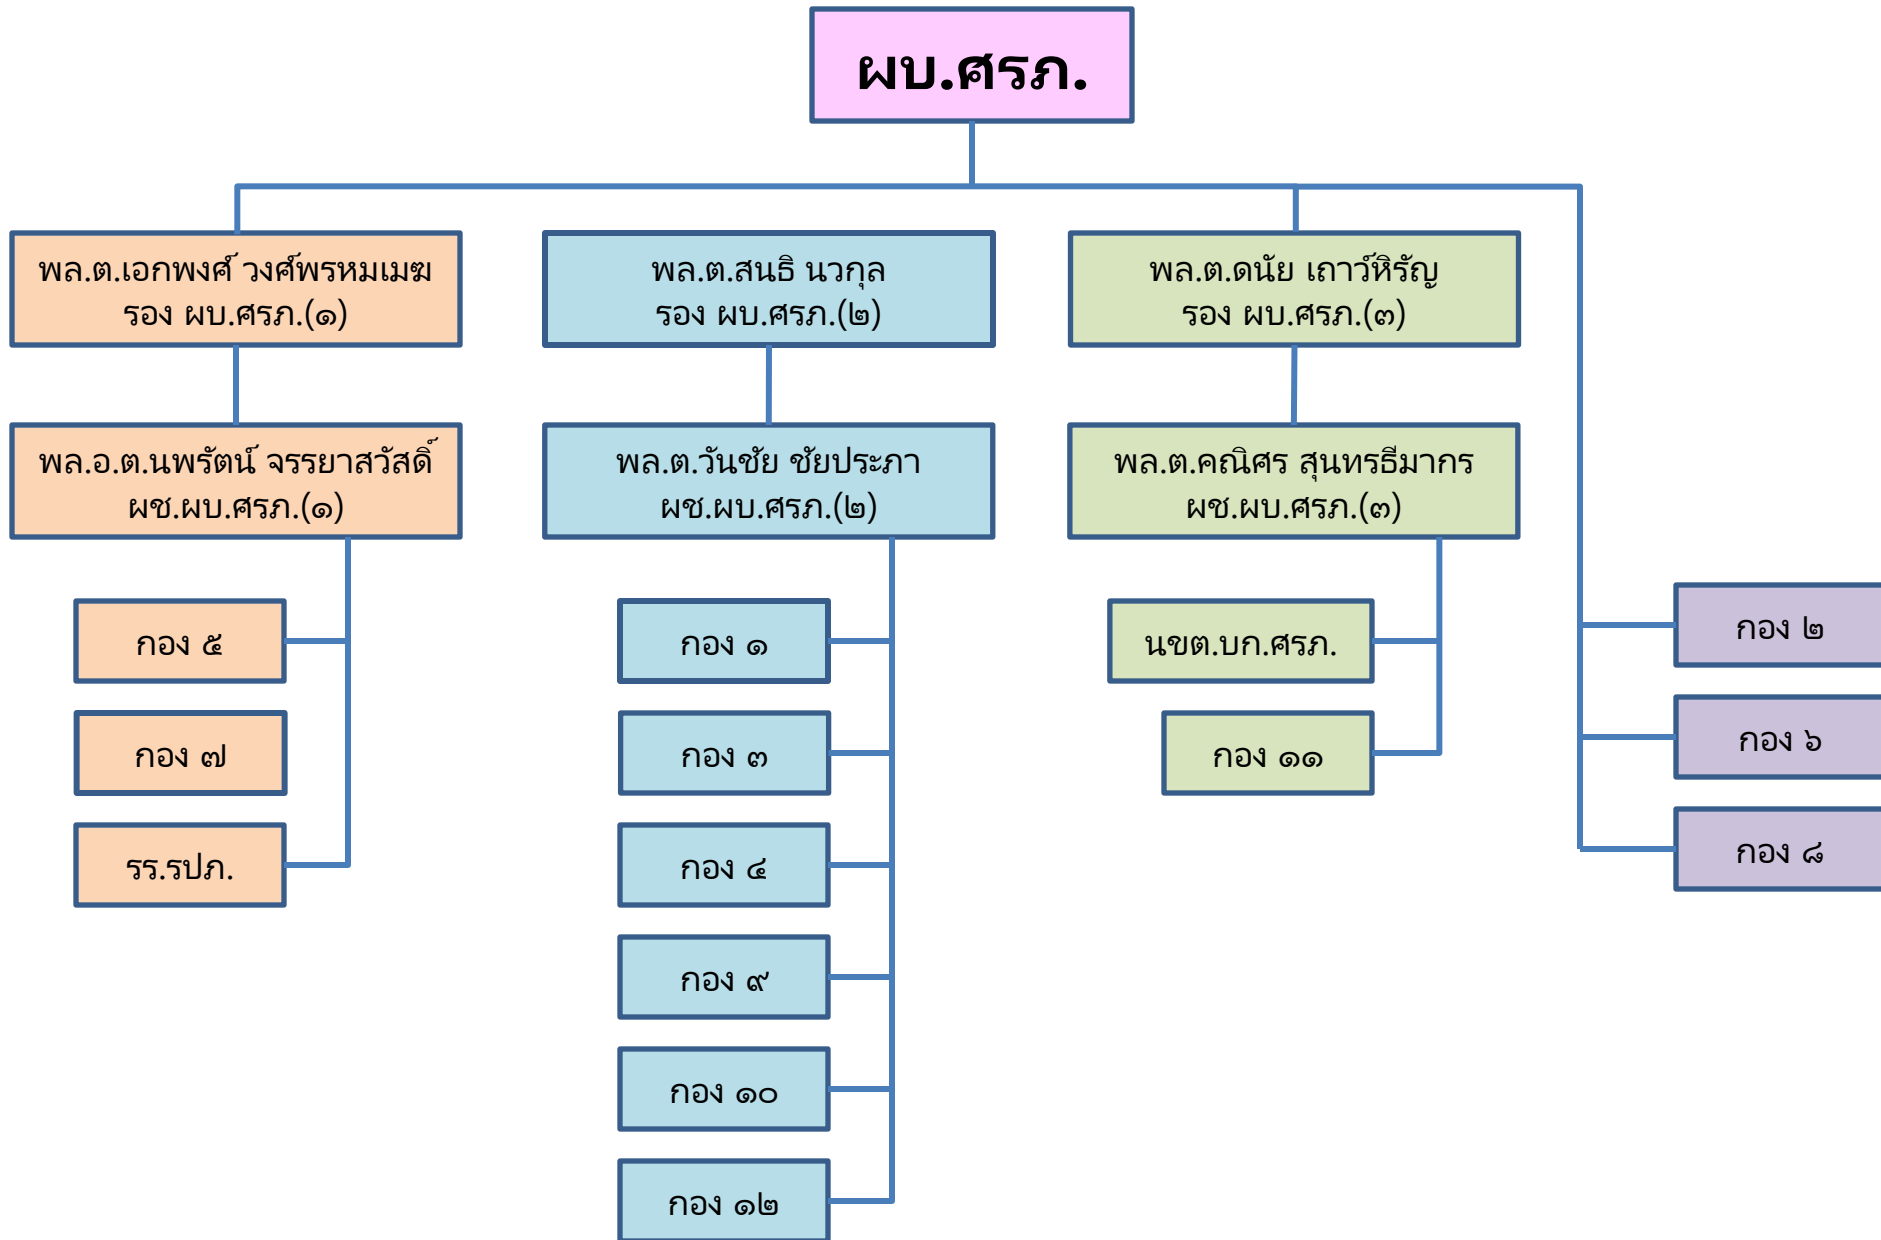 ผบ.ศรภ.
พล.ต.เอกพงศ์ วงศ์พรหมเมฆ
รอง ผบ.ศรภ.(๑)
พล.ต.สนธิ นวกุล
รอง ผบ.ศรภ.(๒)
พล.ต.ดนัย เถาว์หิรัญ
รอง ผบ.ศรภ.(๓)
พล.อ.ต.นพรัตน์ จรรยาสวัสดิ์
ผช.ผบ.ศรภ.(๑)
พล.ต.วันชัย ชัยประภา
ผช.ผบ.ศรภ.(๒)
พล.ต.คณิศร สุนทรธีมากร
ผช.ผบ.ศรภ.(๓)
กอง ๕
กอง ๗
รร.รปภ.
กอง ๑
กอง ๓
กอง ๔
กอง ๙
กอง ๑๐
กอง ๑๒
นขต.บก.ศรภ.
กอง ๑๑
กอง ๒
กอง ๖
กอง ๘